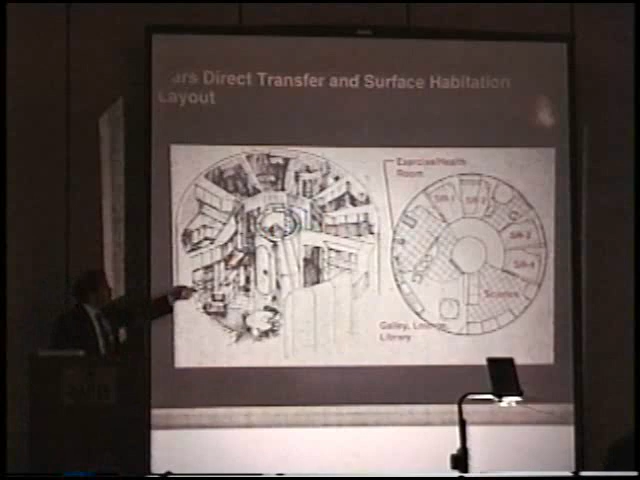 ars Direct Transfer and Surface Habitation
Layout
Exercise/Health
Room
SR-1
SR-2
SR-3
SR-4
Science
Galley, Lounge,
Library